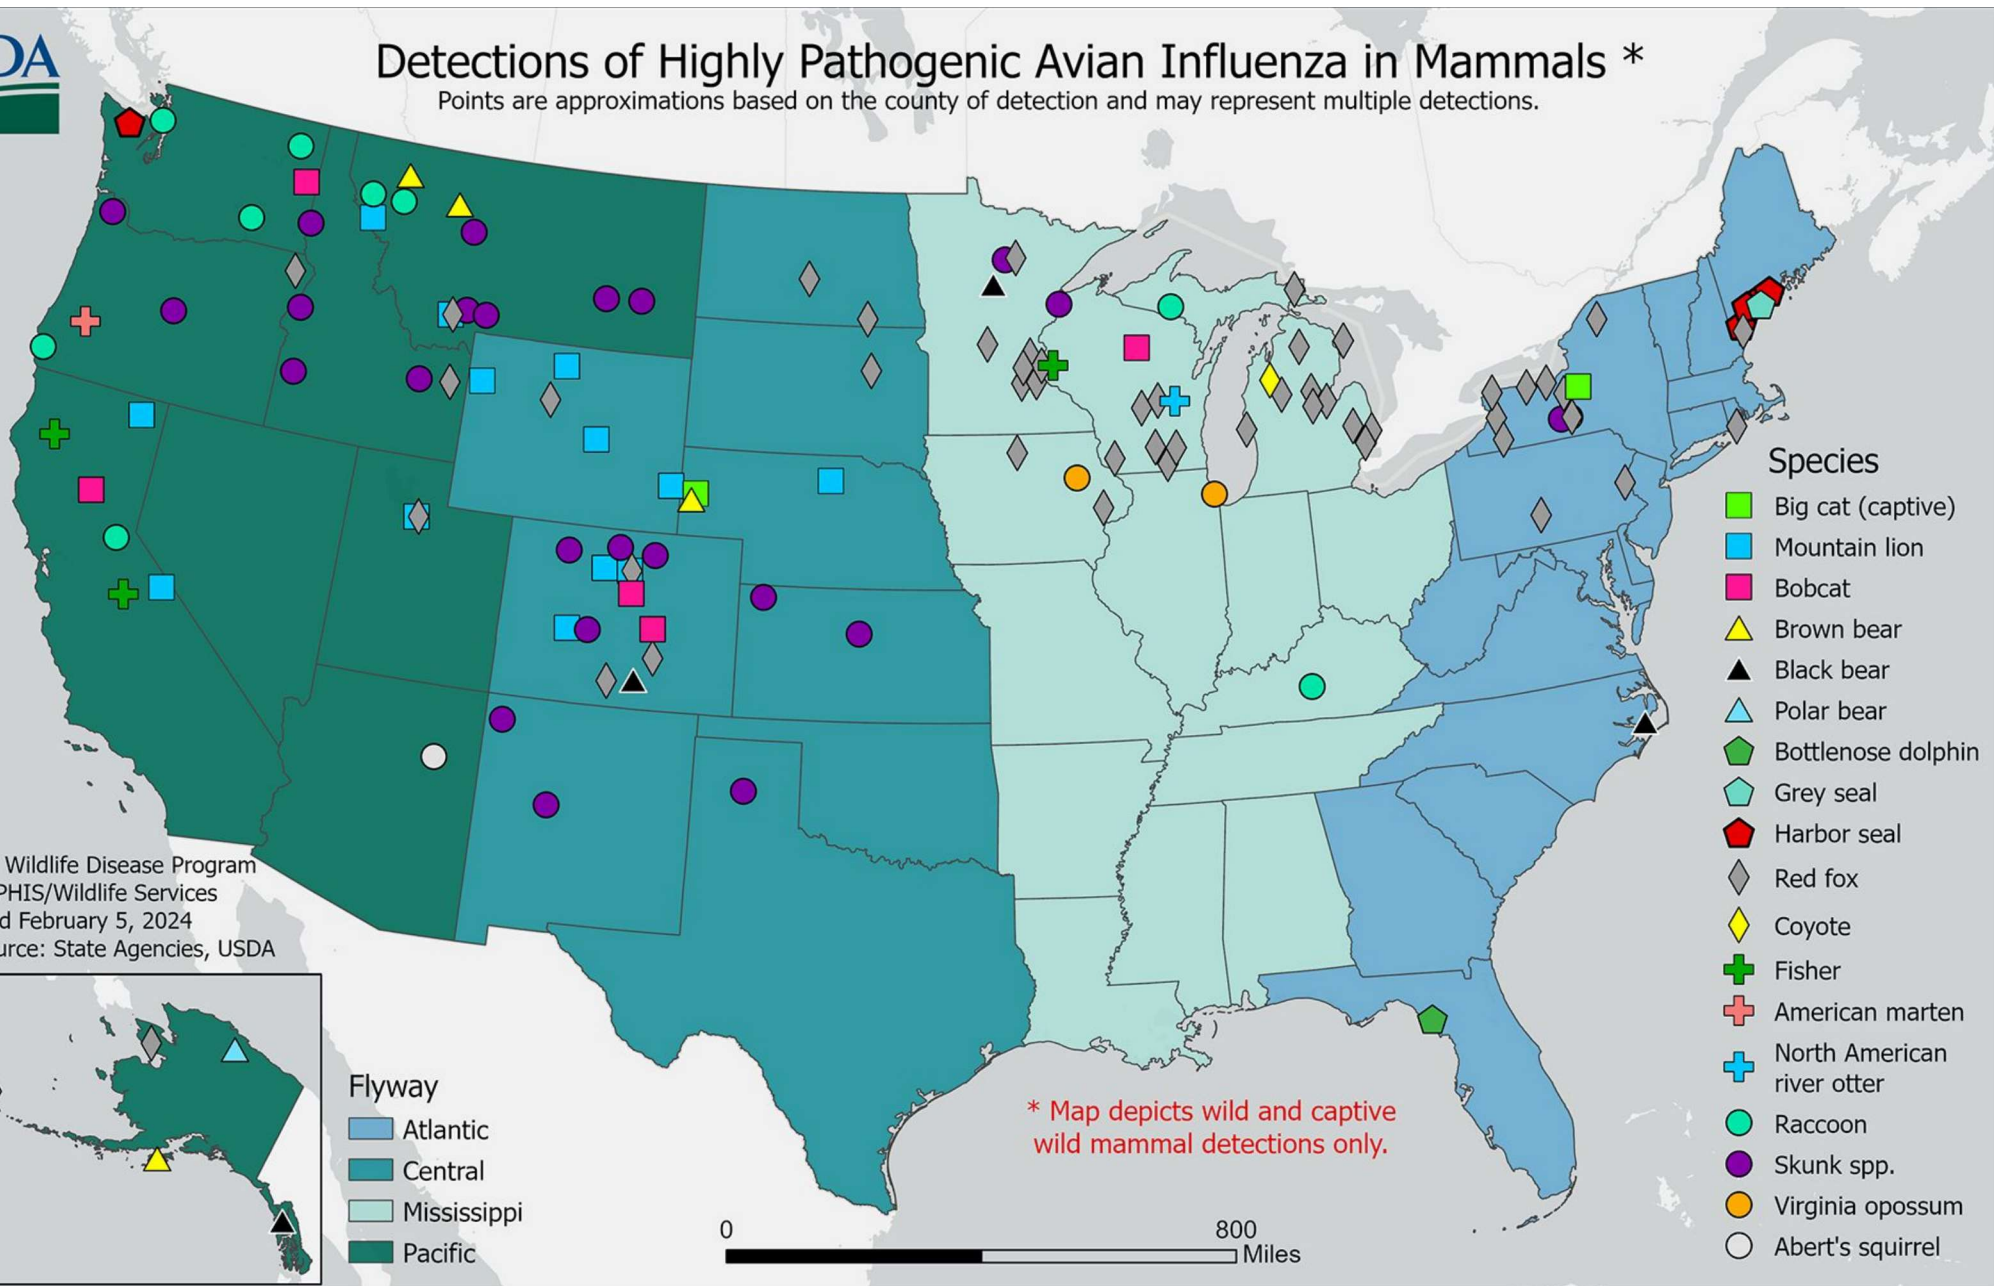 DA
Detections of Highly Pathogenic Avian Influenza in Mammals *
Points are approximations based on the county of detection and may represent multiple detections.
Species
Big cat (captive)
Mountain lion
Bobcat
Brown bear
Black bear
Polar bear
Bottlenose dolphin
Grey seal
Harbor seal
Red fox
Coyote
Fisher
American marten
North American
river otter
Raccoon
Skunk spp.
Virginia opossum
Abert's squirrel
Wildlife Disease Program
PHIS/Wildlife Services
d February 5, 2024
urce: State Agencies, USDA
Flyway
Atlantic
Central
Mississippi
Pacific
* Map depicts wild and captive
wild mammal detections only.
0 800
Miles